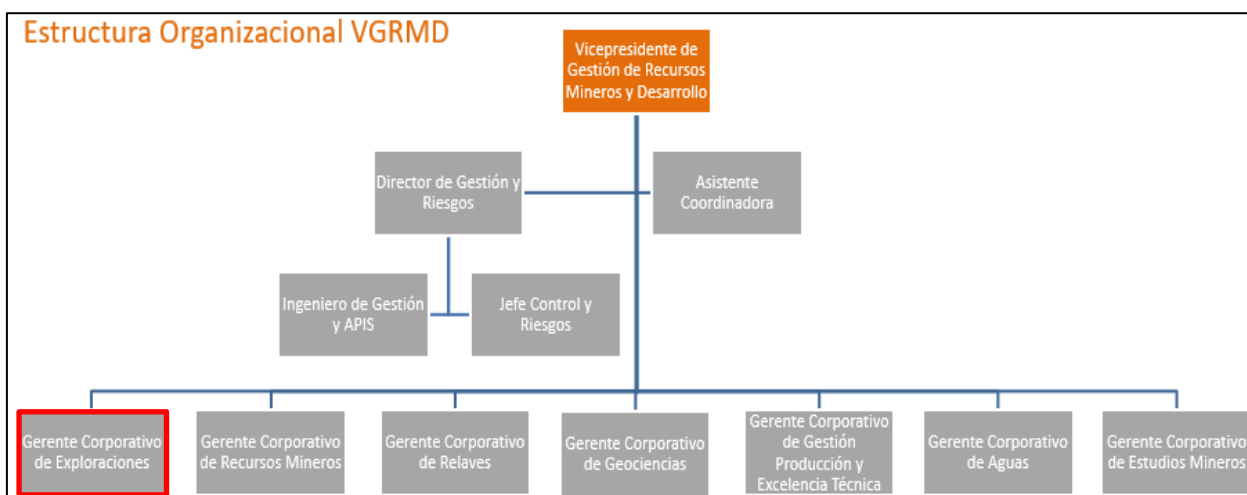 Estructura Organizacional VGRMD
Vicepresidente de
Gestión de Recursos
Mineros y Desarrollo
Director de Gestión y
Riesgos
Asistente
Coordinadora
Ingeniero de Gestión
y APIS
Jefe Control y
Riesgos
Gerente Corporativo
de Exploraciones
Gerente Corporativo
de Recursos Mineros
Gerente Corporativo
de Relaves
Gerente Corporativo
de Geociencias
Gerente Corporativo
de Gestión
Producción y
Excelencia Técnica
Gerente Corporativo
de Aguas
Gerente Corporativo
de Estudios Mineros